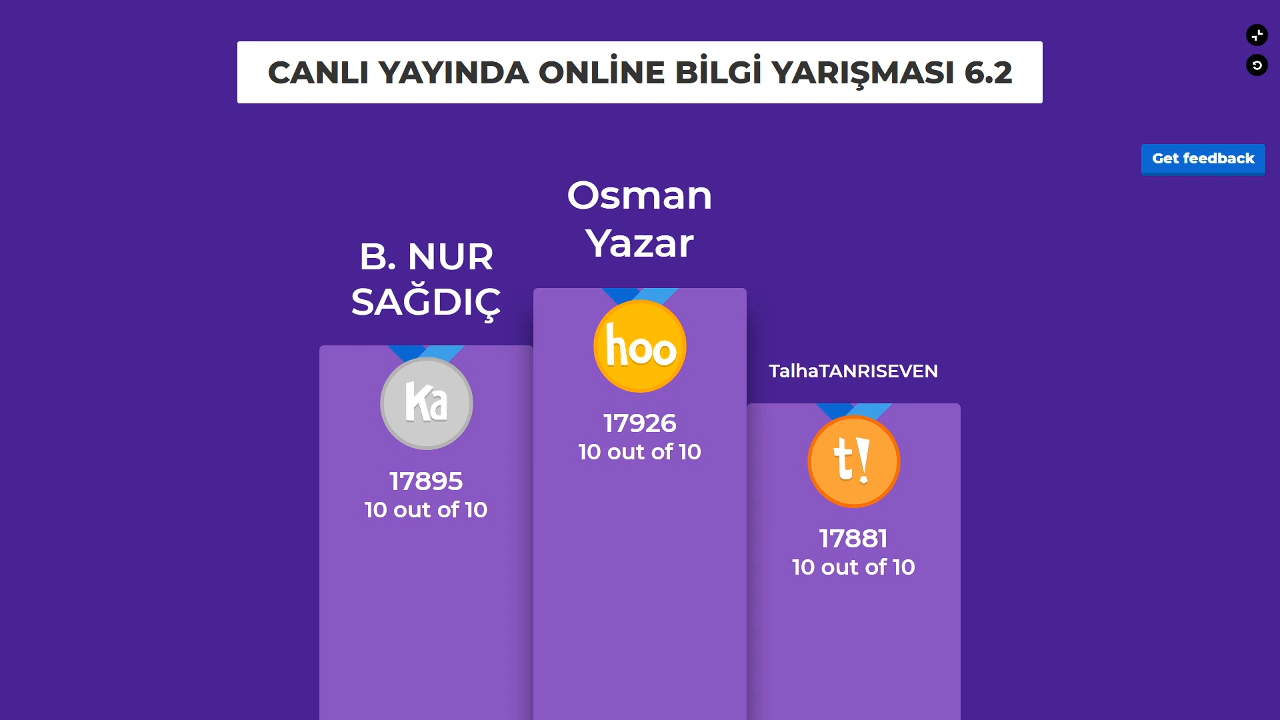 CANLI YAYINDA ONLİNE BİLGİ YARIŞMASI 6.2
Get feedback
Osman
Yazar
B. NUR
SAĞDIÇ
TalhaTANRISEVEN
hoo
17926
10 out of 10
Ka
17895
10 out of 10
t!
17881
10 out of 10